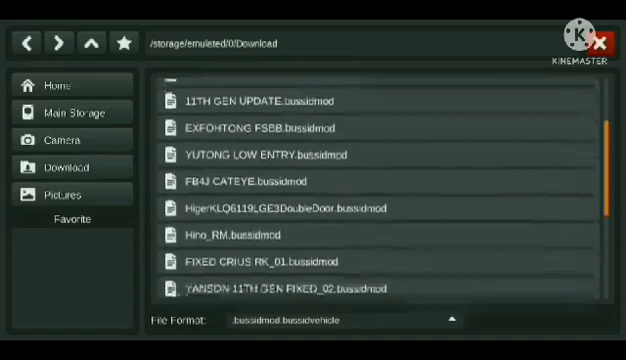 /storage/emulated/0/Download
K
KINEMASTER
Home
Main Storage
Camera
Download
Pictures
Favorite
11TH GEN UPDATE.bussidmod
EXFOHTONG FSBB.bussidmod
YUTONG LOW ENTRY.bussidmod
FB4J CATEYE.bussidmod
HigerKLQ6119LGE3DoubleDoor.bussidmod
Hino_RM.bussidmod
FIXED CRIUS RK_01.bussidmod
YANSON 11TH GEN FIXED_02.bussidmod
File Format: .bussidmod.bussidvehicle